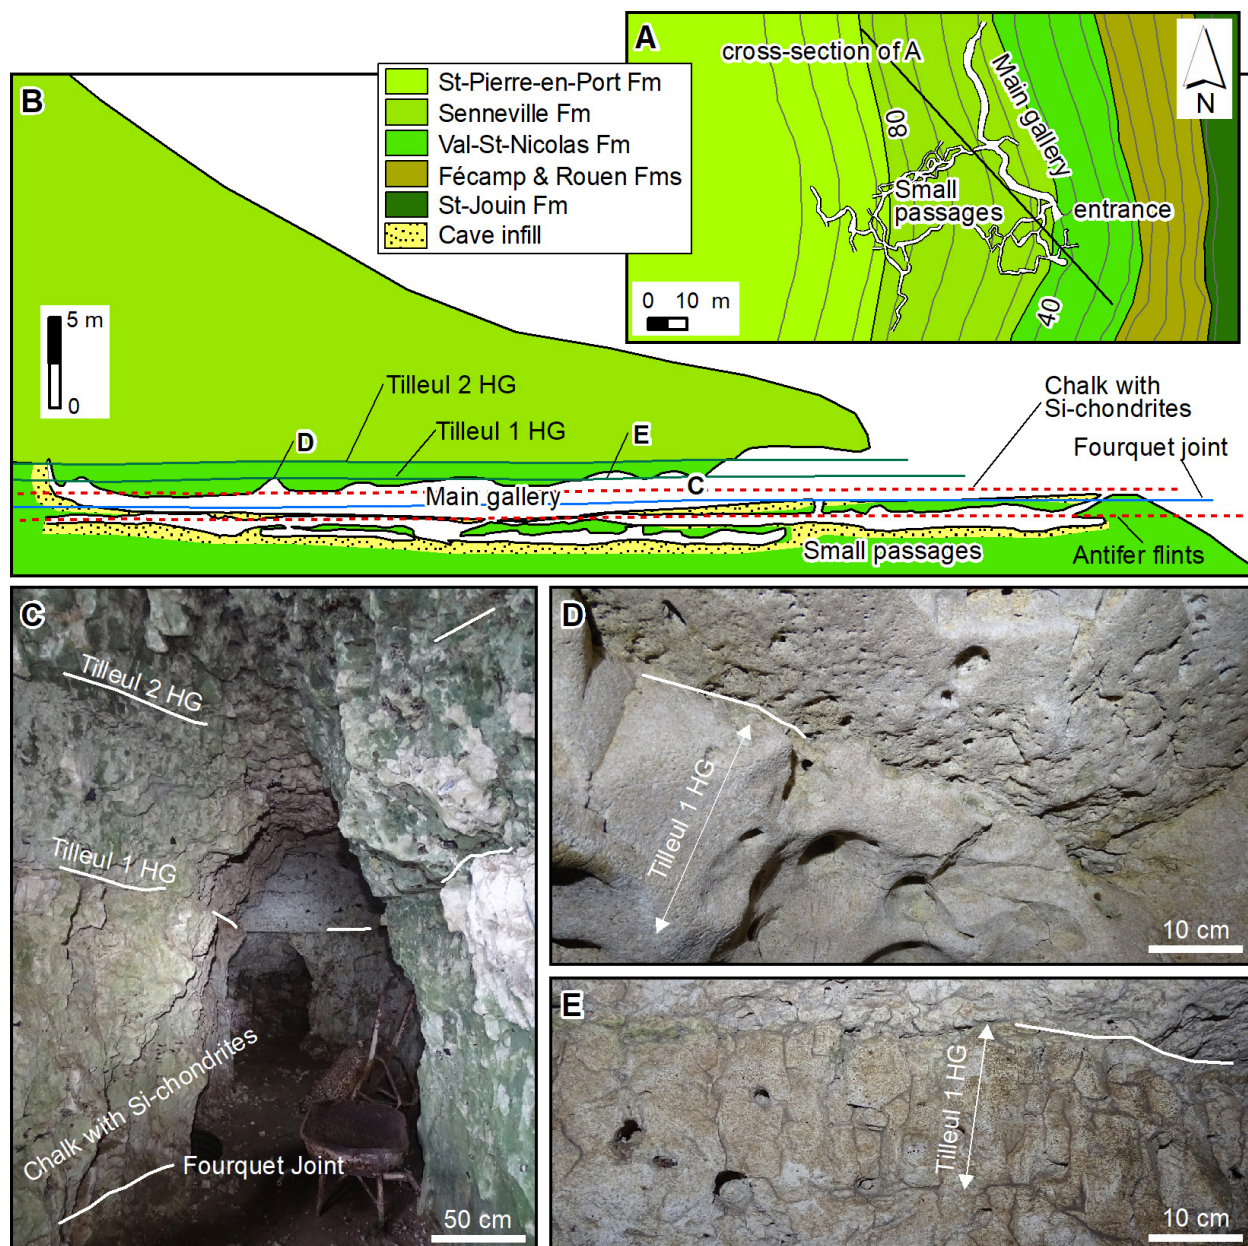 A
cross-section of A
Main gallery
N
80
Small
passages
entrance
40
0 10 m
B
St-Pierre-en-Port Fm
Senneville Fm
Val-St-Nicolas Fm
Fécamp & Rouen Fms
St-Jouin Fm
Cave infill
5 m
0
Tilleul 2 HG
Tilleul 1 HG
D
E
C
Main gallery
Chalk with
Si-chondrites
Fourquet joint
Small passages
Antifer flints
C
Tilleul 2 HG
Tilleul 1 HG
Chalk with Si-chondrites
Fourquet Joint
50 cm
D
Tilleul 1 HG
10 cm
E
Tilleul 1 HG
10 cm